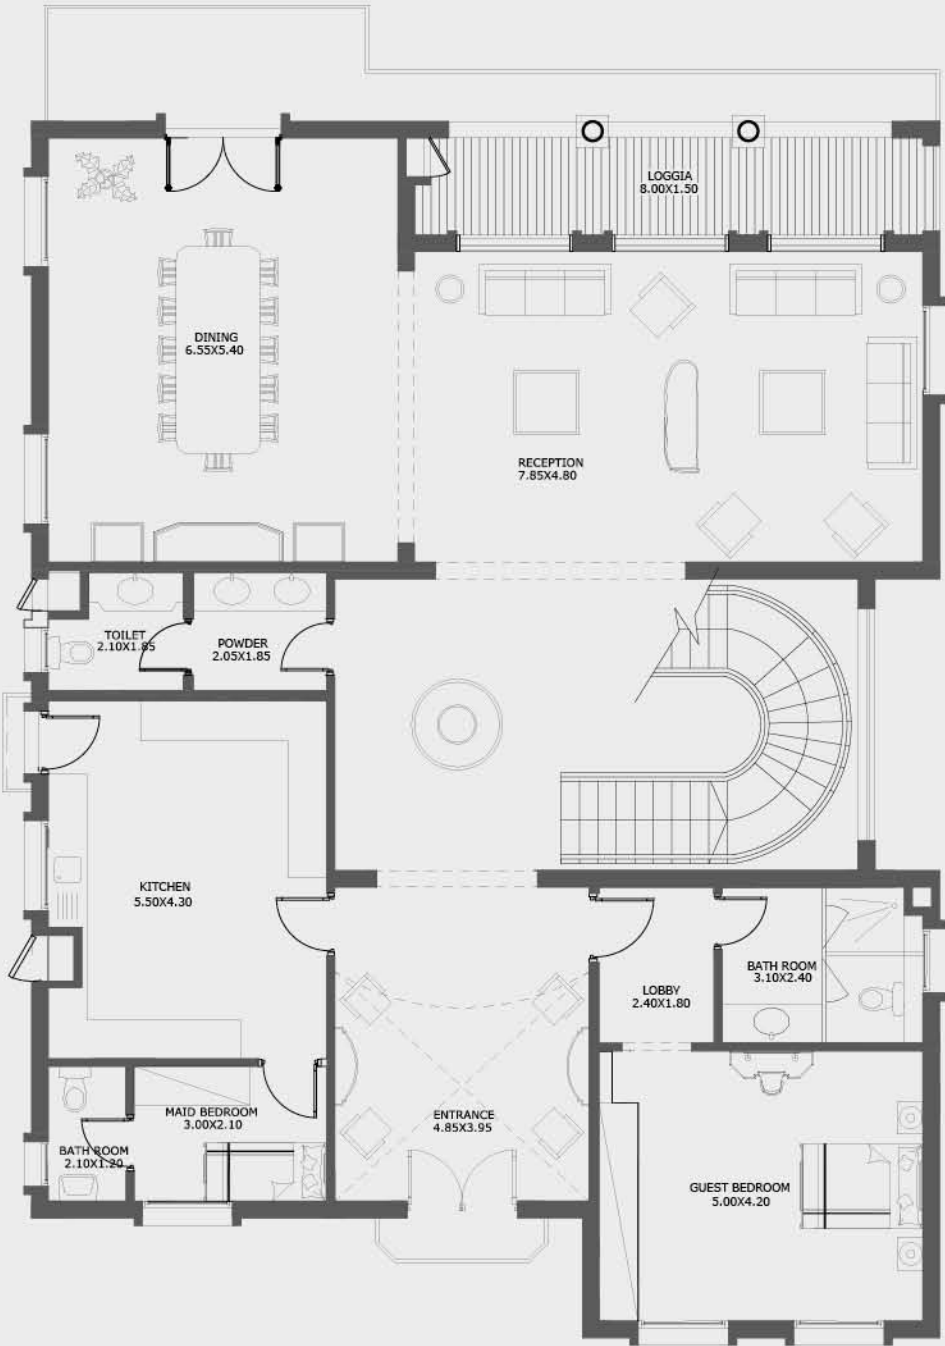 LOGGIA
8.00X1.50
DINING
6.55X5.40
RECEPTION
7.85X4.80
TOILET
2.10X1.85
POWDER
2.05X1.85
KITCHEN
5.50X4.30
BATH ROOM
3.10X2.40
LOBBY
2.40X1.80
MAID BEDROOM
3.00X2.10
ENTRANCE
4.85X3.95
BATH ROOM
2.10X1.20
GUEST BEDROOM
5.00X4.20